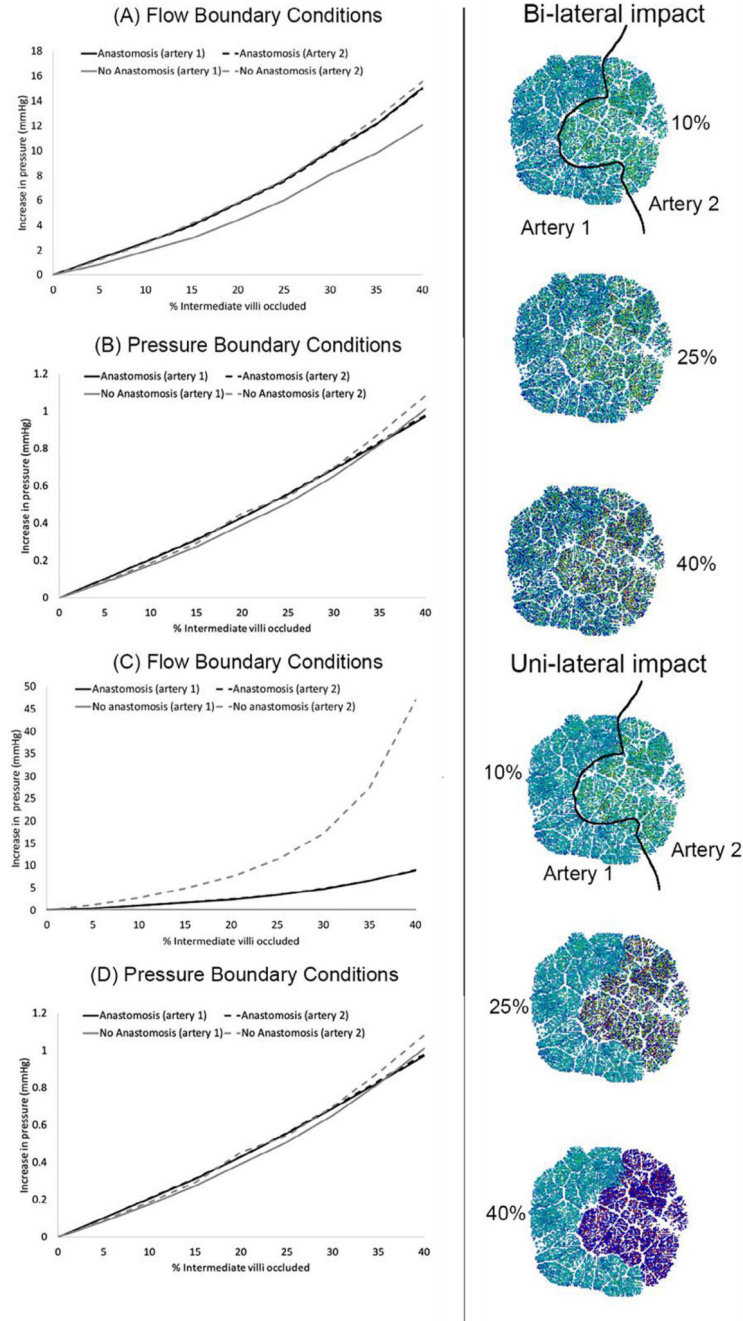 (A) Flow Boundary Conditions
18
16
14
12
10
8
6
4
2
0
Increase in pressure (mmHg)
Anastomosis (artery 1)
Anastomosis (Artery 2)
No Anastomosis (artery 1)
No Anastomosis (artery 2)
0 5 10 15 20 25 30 35 40
% Intermediate villi occluded
(B) Pressure Boundary Conditions
1.2
1
0.8
0.6
0.4
0.2
0
Increase in pressure (mmHg)
Anastomosis (artery 1)
Anastomosis (artery 2)
No Anastomosis (artery 1)
No Anastomosis (artery 2)
0 5 10 15 20 25 30 35 40
% Intermediate villi occluded
(C) Flow Boundary Conditions
50
45
40
35
30
25
20
15
10
5
0
Increase in pressure (mmHg)
Anastomosis (artery 1)
Anastomosis (artery 2)
No anastomosis (artery 1)
No anastomosis (artery 2)
0 5 10 15 20 25 30 35 40
% Intermediate villi occluded
(D) Pressure Boundary Conditions
1.2
1
0.8
0.6
0.4
0.2
0
Increase in pressure (mmHg)
Anastomosis (artery 1)
Anastomosis (artery 2)
No Anastomosis (artery 1)
No Anastomosis (artery 2)
0 5 10 15 20 25 30 35 40
% Intermediate villi occluded
Bi-lateral impact
10%
Artery 2
Artery 1
25%
40%
Uni-lateral impact
10%
Artery 2
Artery 1
25%
40%